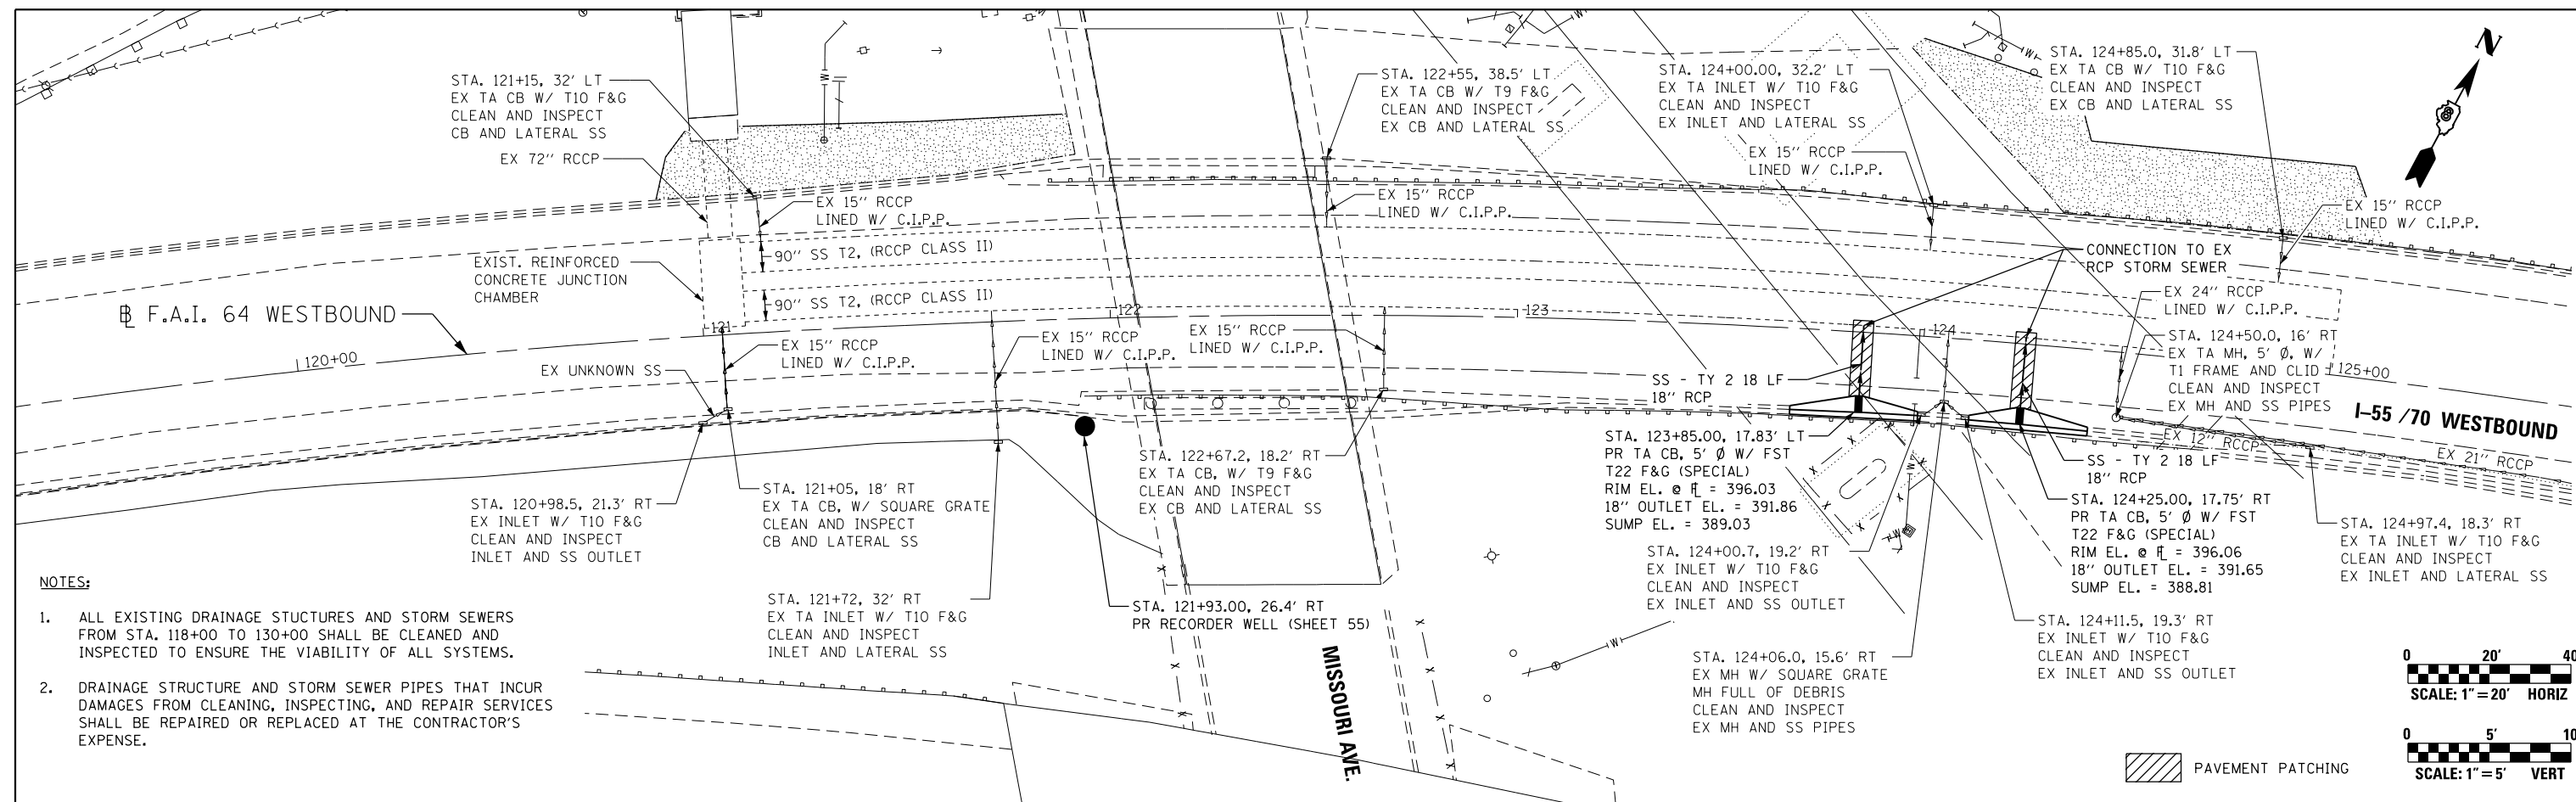 STA. 121+15, 32' LT
EX TA CB W/ T10 F&G
CLEAN AND INSPECT
CB AND LATERAL SS
EX 72'' RCCP
EX 15'' RCCP
LINED W/ C.I.P.P.
90'' SS T2, (RCCP CLASS II)
EXIST. REINFORCED
CONCRETE JUNCTION
CHAMBER
90'' SS T2, (RCCP CLASS II)
STA. 122+55, 38.5' LT
EX TA CB W/ T9 F&G
CLEAN AND INSPECT
EX CB AND LATERAL SS
EX 15'' RCCP
LINED W/ C.I.P.P.
STA. 124+00.00, 32.2' LT
EX TA INLET W/ T10 F&G
CLEAN AND INSPECT
EX INLET AND LATERAL SS
EX 15'' RCCP
LINED W/ C.I.P.P.
STA. 124+85.0, 31.8' LT
EX TA CB W/ T10 F&G
CLEAN AND INSPECT
EX CB AND LATERAL SS
N
EX 15'' RCCP
LINED W/ C.I.P.P.
CONNECTION TO EX
RCP STORM SEWER
EX 24'' RCCP
LINED W/ C.I.P.P.
STA. 124+50.0, 16' RT
EX TA MH, 5' Ø, W/
T1 FRAME AND CLID
CLEAN AND INSPECT
EX MH AND SS PIPES
F.A.I. 64 WESTBOUND
120+00
121
122
123
124
125+00
I-55 /70 WESTBOUND
EX 12'' RCCP
EX 21'' RCCP
EX UNKNOWN SS
EX 15'' RCCP
LINED W/ C.I.P.P.
EX 15'' RCCP
LINED W/ C.I.P.P.
EX 15'' RCCP
LINED W/ C.I.P.P.
SS - TY 2 18 LF
18'' RCP
SS - TY 2 18 LF
18'' RCP
STA. 120+98.5, 21.3' RT
EX INLET W/ T10 F&G
CLEAN AND INSPECT
INLET AND SS OUTLET
STA. 121+05, 18' RT
EX TA CB, W/ SQUARE GRATE
CLEAN AND INSPECT
CB AND LATERAL SS
STA. 122+67.2, 18.2' RT
EX TA CB, W/ T9 F&G
CLEAN AND INSPECT
EX CB AND LATERAL SS
STA. 123+85.00, 17.83' LT
PR TA CB, 5' Ø W/ FST
T22 F&G (SPECIAL)
RIM EL. @ FL = 396.03
18'' OUTLET EL. = 391.86
SUMP EL. = 389.03
STA. 124+25.00, 17.75' RT
PR TA CB, 5' Ø W/ FST
T22 F&G (SPECIAL)
RIM EL. @ FL = 396.06
18'' OUTLET EL. = 391.65
SUMP EL. = 388.81
STA. 124+97.4, 18.3' RT
EX TA INLET W/ T10 F&G
CLEAN AND INSPECT
EX INLET AND LATERAL SS
STA. 124+00.7, 19.2' RT
EX INLET W/ T10 F&G
CLEAN AND INSPECT
EX INLET AND SS OUTLET
STA. 121+72, 32' RT
EX TA INLET W/ T10 F&G
CLEAN AND INSPECT
INLET AND LATERAL SS
STA. 121+93.00, 26.4' RT
PR RECORDER WELL (SHEET 55)
STA. 124+11.5, 19.3' RT
EX INLET W/ T10 F&G
CLEAN AND INSPECT
EX INLET AND SS OUTLET
STA. 124+06.0, 15.6' RT
EX MH W/ SQUARE GRATE
MH FULL OF DEBRIS
CLEAN AND INSPECT
EX MH AND SS PIPES
MISSOURI AVE.
NOTES:
1. ALL EXISTING DRAINAGE STUCTURES AND STORM SEWERS
FROM STA. 118+00 TO 130+00 SHALL BE CLEANED AND
INSPECTED TO ENSURE THE VIABILITY OF ALL SYSTEMS.
2. DRAINAGE STRUCTURE AND STORM SEWER PIPES THAT INCUR
DAMAGES FROM CLEANING, INSPECTING, AND REPAIR SERVICES
SHALL BE REPAIRED OR REPLACED AT THE CONTRACTOR'S
EXPENSE.
PAVEMENT PATCHING
0 20' 40
SCALE: 1"=20' HORIZ
0 5' 10
SCALE: 1"=5' VERT